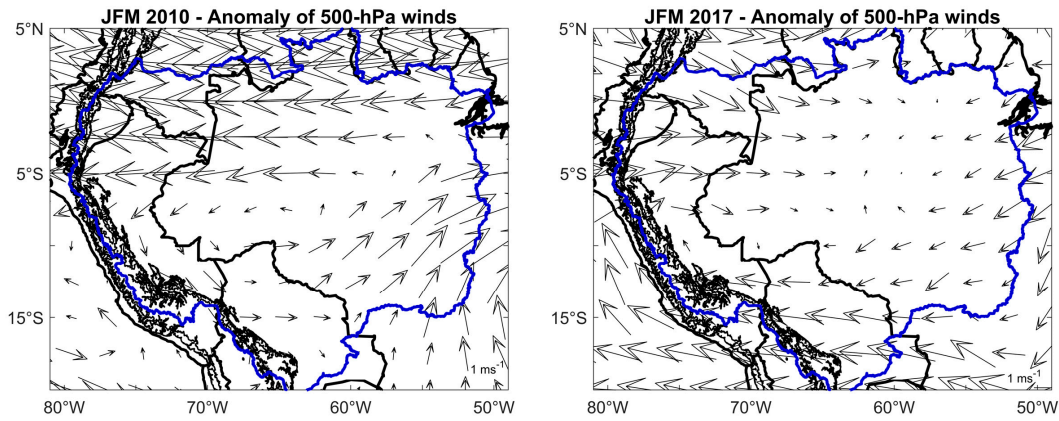 JFM 2010 - Anomaly of 500-hPa winds
5°N
5°S
15°S
1 ms-1
80°W 70°W 60°W 50°W
JFM 2017 - Anomaly of 500-hPa winds
5°N
5°S
15°S
1 ms-1
80°W 70°W 60°W 50°W